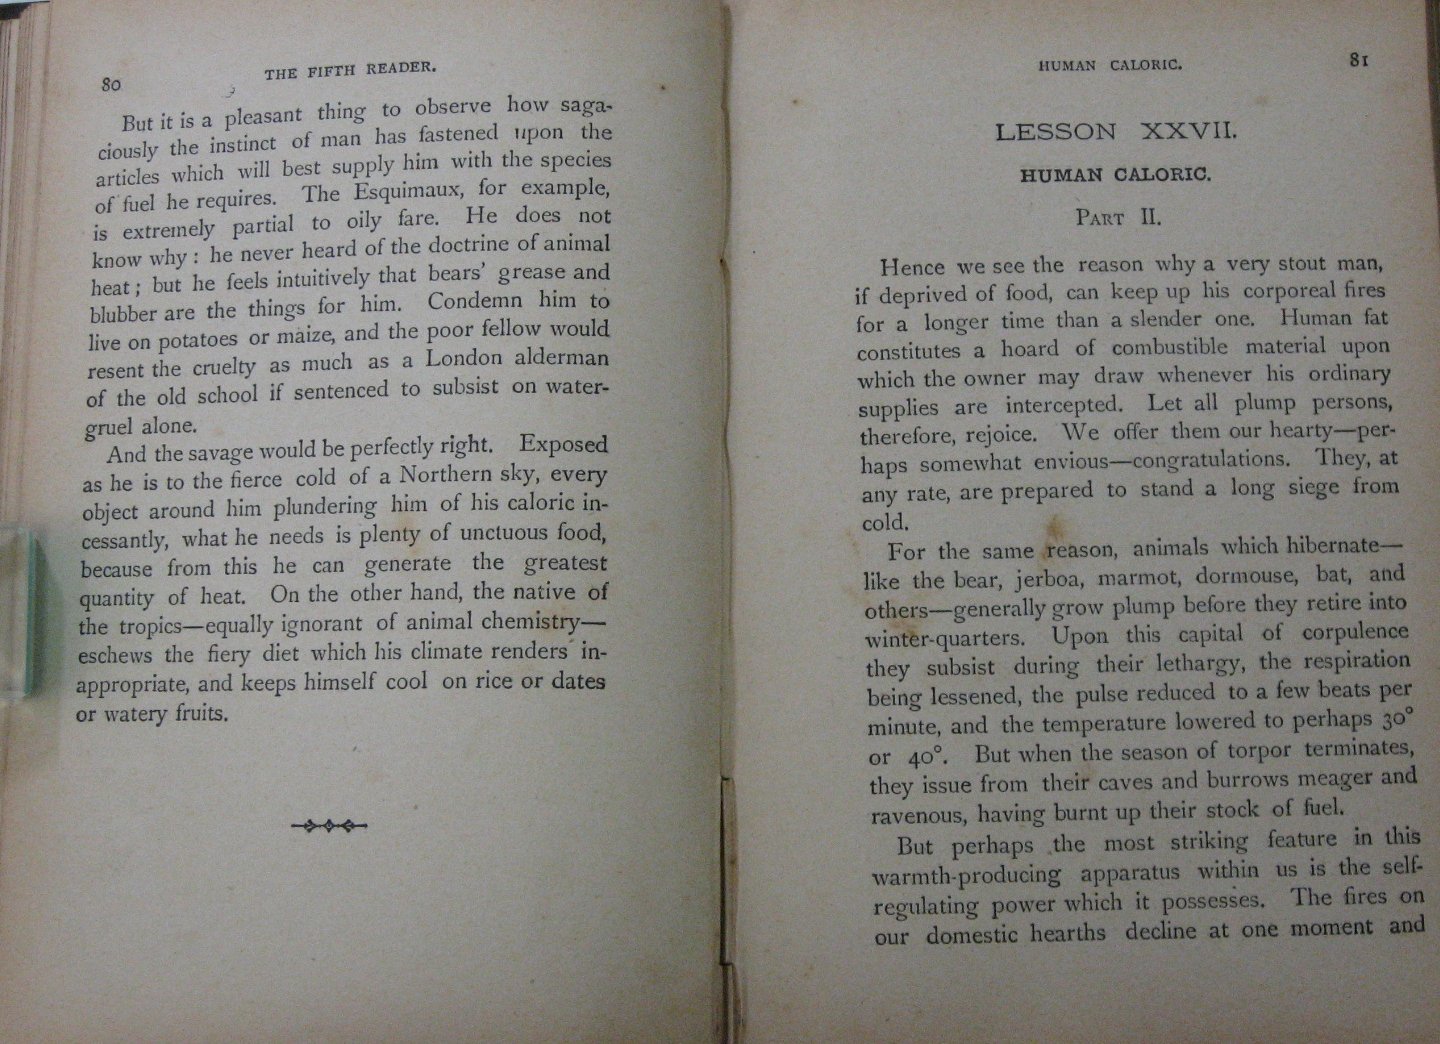 80
THE FIFTH READER.
But it is a pleasant thing to observe how saga-
ciously the instinct of man has fastened upon the
articles which will best supply him with the species
of fuel he requires. The Esquimaux, for example,
is extremely partial to oily fare. He does not
know why: he never heard of the doctrine of animal
heat; but he feels intuitively that bears' grease and
blubber are the things for him. Condemn him to
live on potatoes or maize, and the poor fellow would
resent the cruelty as much as a London alderman
of the old school if sentenced to subsist on water-
gruel alone.
And the savage would be perfectly right. Exposed
as he is to the fierce cold of a Northern sky, every
object around him plundering him of his caloric in-
cessantly, what he needs is plenty of unctuous food,
because from this he can generate the greatest
quantity of heat. On the other hand, the native of
the tropics—equally ignorant of animal chemistry—
eschews the fiery diet which his climate renders in-
appropriate, and keeps himself cool on rice or dates
or watery fruits.
HUMAN CALORIC.
81
LESSON XXVII.
HUMAN CALORIC.
PART II.
Hence we see the reason why a very stout man,
if deprived of food, can keep up his corporeal fires
for a longer time than a slender one. Human fat
constitutes a hoard of combustible material upon
which the owner may draw whenever his ordinary
supplies are intercepted. Let all plump persons,
therefore, rejoice. We offer them our hearty—per-
haps somewhat envious—congratulations. They, at
any rate, are prepared to stand a long siege from
cold.
For the same reason, animals which hibernate—
like the bear, jerboa, marmot, dormouse, bat, and
others—generally grow plump before they retire into
winter-quarters. Upon this capital of corpulence
they subsist during their lethargy, the respiration
being lessened, the pulse reduced to a few beats per
minute, and the temperature lowered to perhaps 30°
or 40°. But when the season of torpor terminates,
they issue from their caves and burrows meager and
ravenous, having burnt up their stock of fuel.
But perhaps the most striking feature in this
warmth-producing apparatus within us is the self-
regulating power which it possesses. The fires on
our domestic hearths decline at one moment and